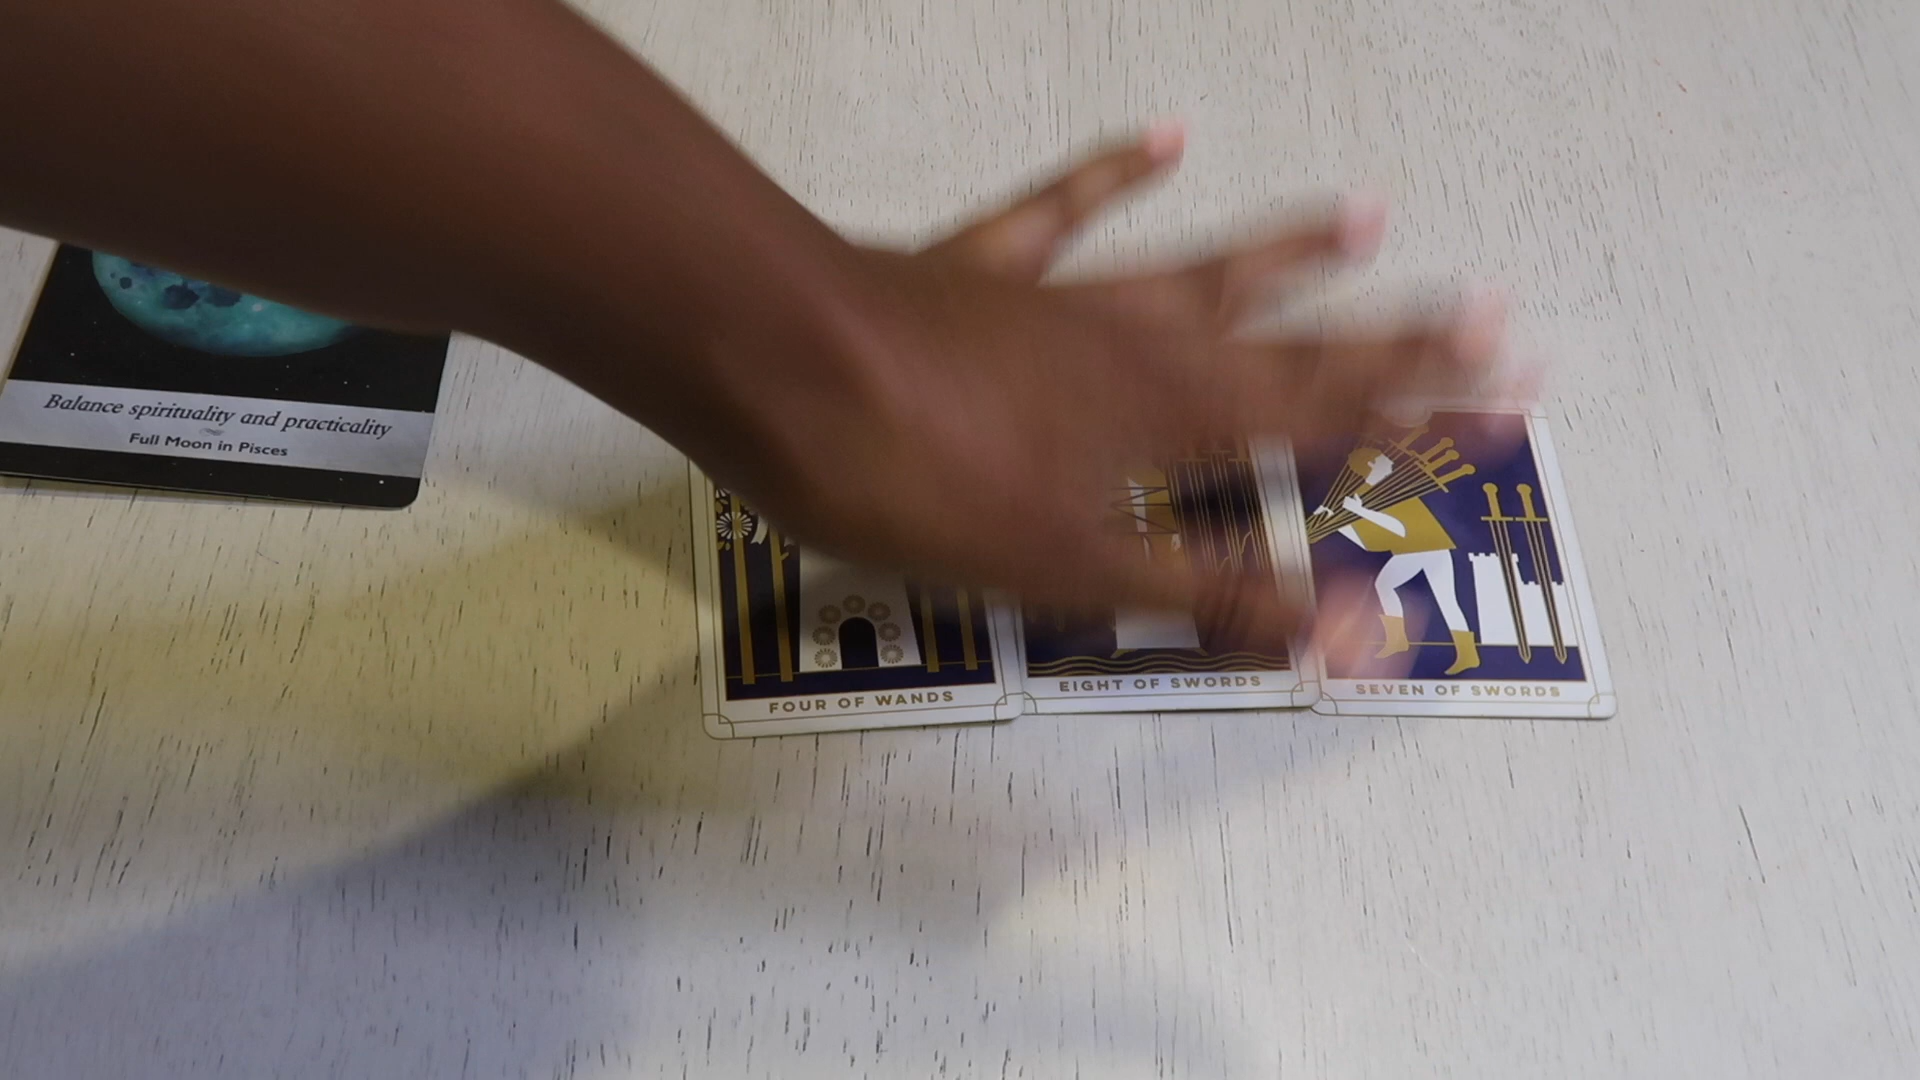 Balance spirituality and practicality
Full Moon in Pisces
FOUR OF WANDS
EIGHT OF SWORDS
SEVEN OF SWORDS